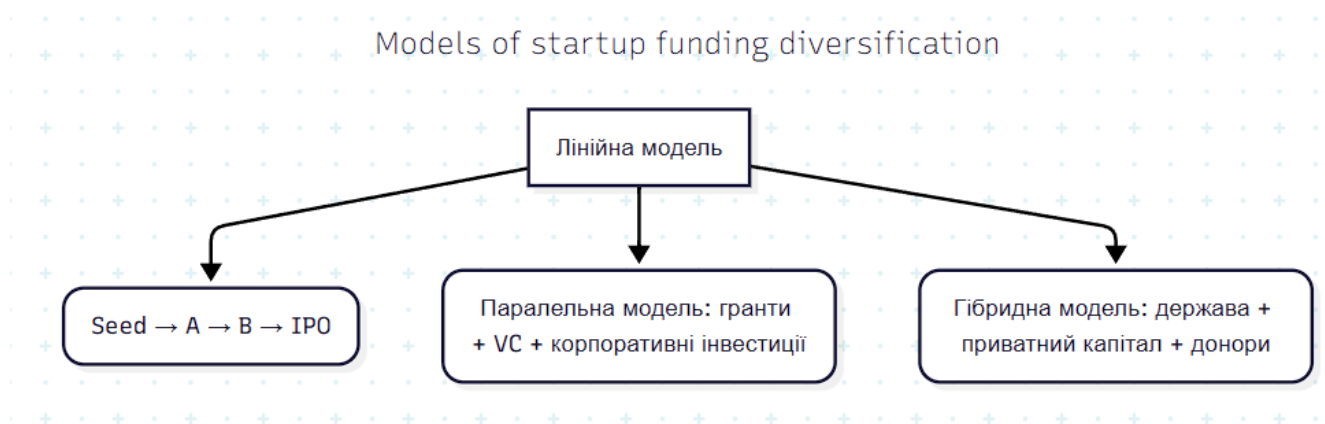 Models of startup funding diversification
Лінійна модель
Seed → A → B → IPO
Паралельна модель: гранти
+ VC + корпоративні інвестиції
Гібридна модель: держава +
приватний капітал + донори